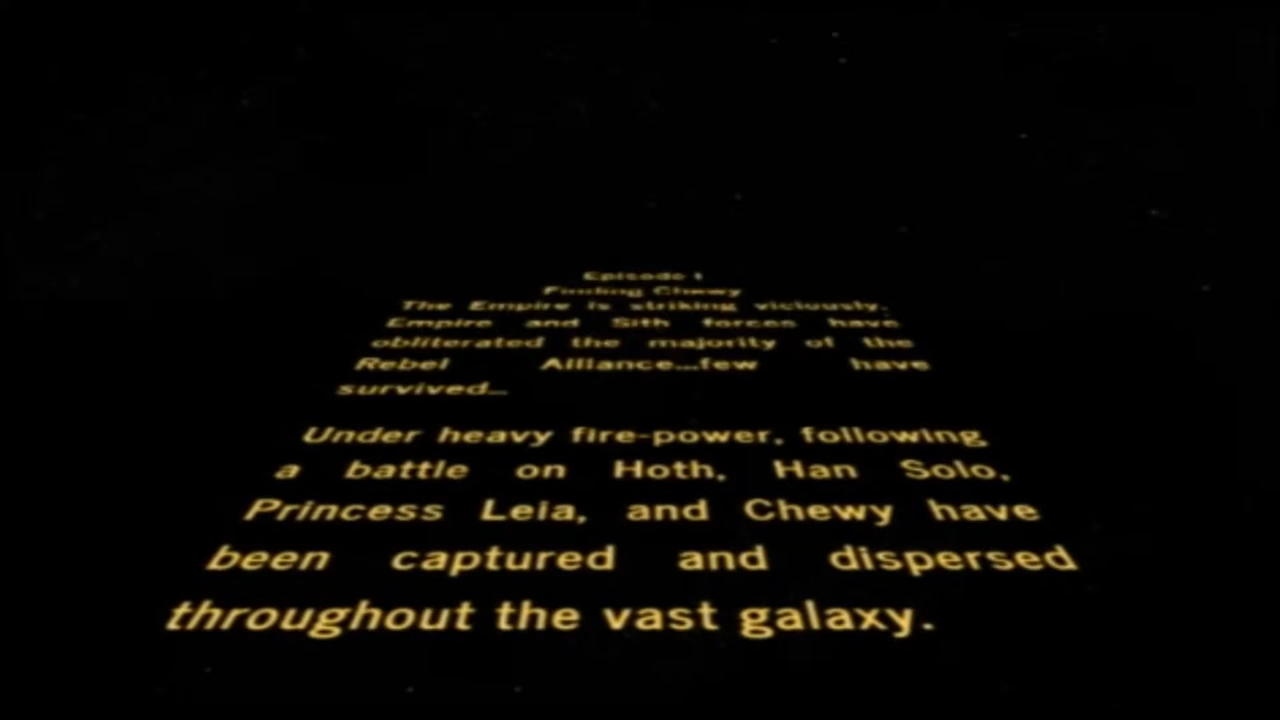 Episode I
Finding Chewy
The Empire is striking viciously.
Empire and Sith forces have
obliterated the majority of the
Rebel Alliance...few have
survived...
Under heavy fire-power, following
a battle on Hoth, Han Solo,
Princess Leia, and Chewy have
been captured and dispersed
throughout the vast galaxy.